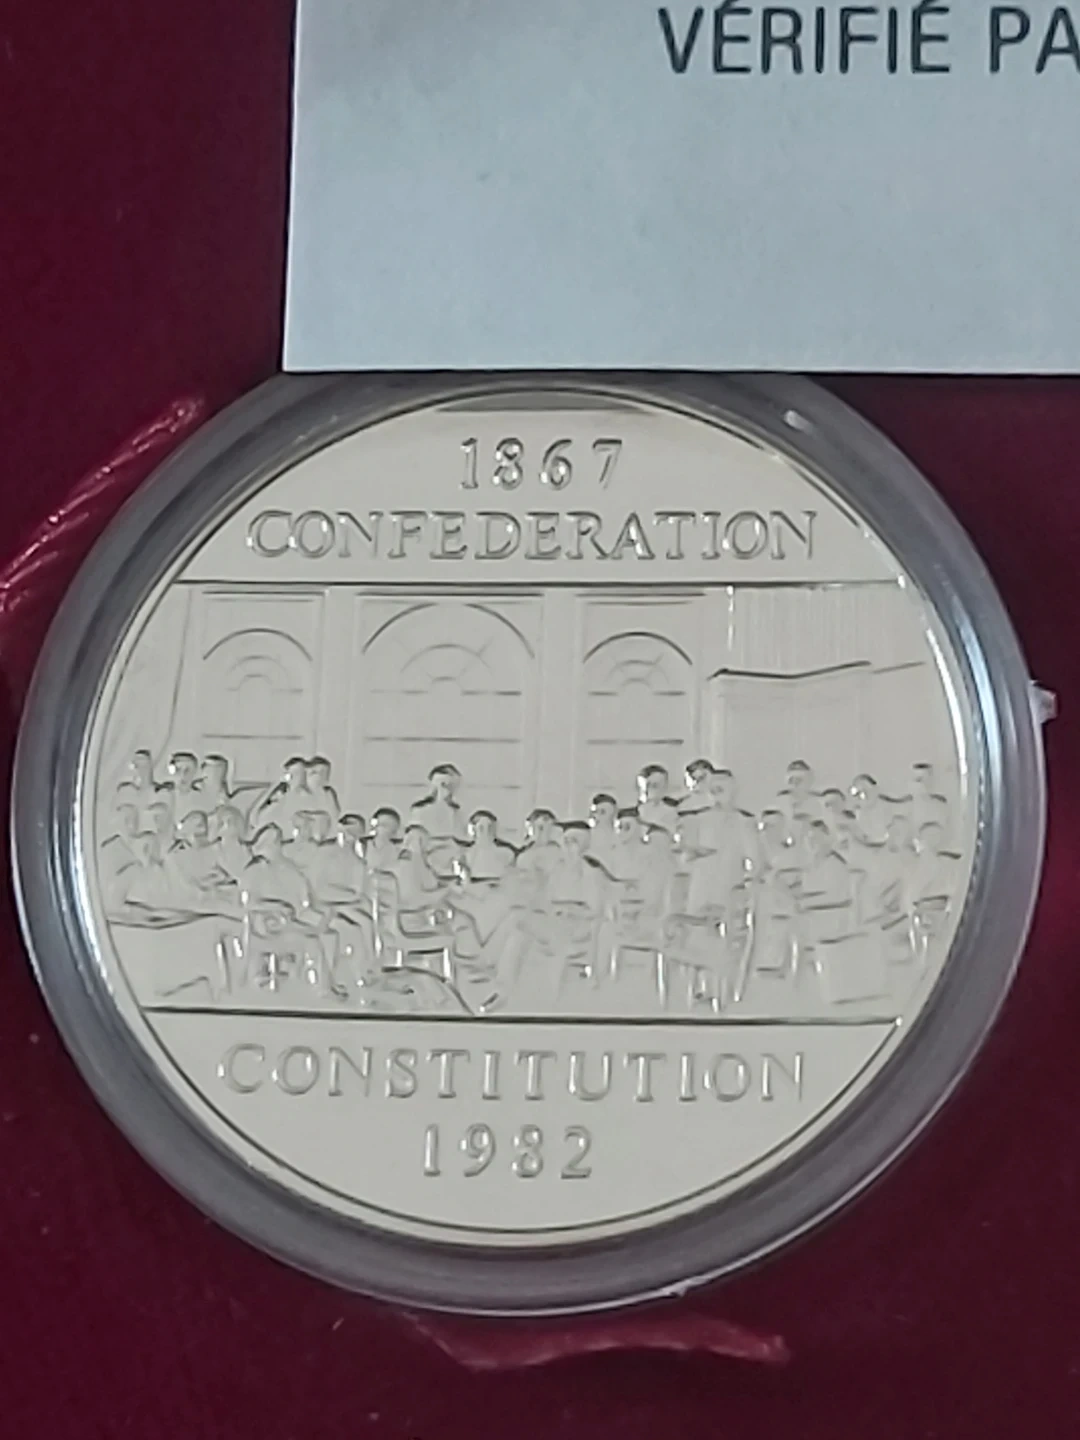 VÉRIFIÉ PA
1867
CONFEDERATION
CONSTITUTION
1982